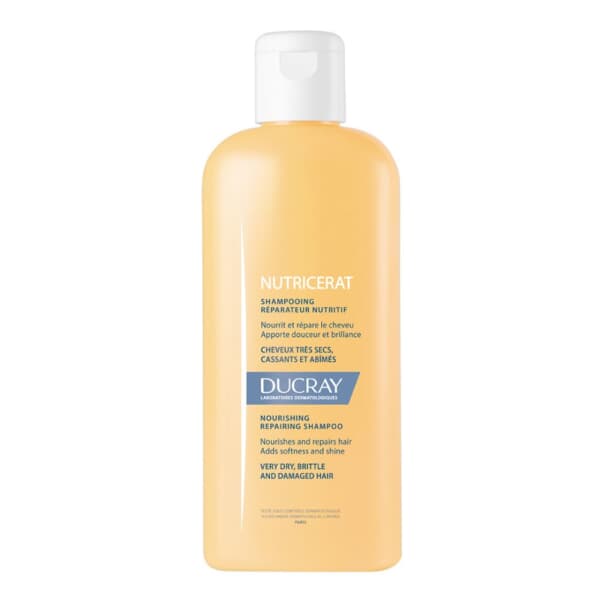 NUTRICERAT
SHAMPOOING
RÉPARATEUR NUTRITIF
Nourrit et répare le cheveu
Apporte douceur et brillance
CHEVEUX TRÈS SECS,
CASSANTS ET ABÎMÉS
DUCRAY
LABORATOIRES DERMATOLOGIQUES
NOURISHING
REPAIRING SHAMPOO
Nourishes and repairs hair
Adds softness and shine
VERY DRY, BRITTLE
AND DAMAGED HAIR
PARIS